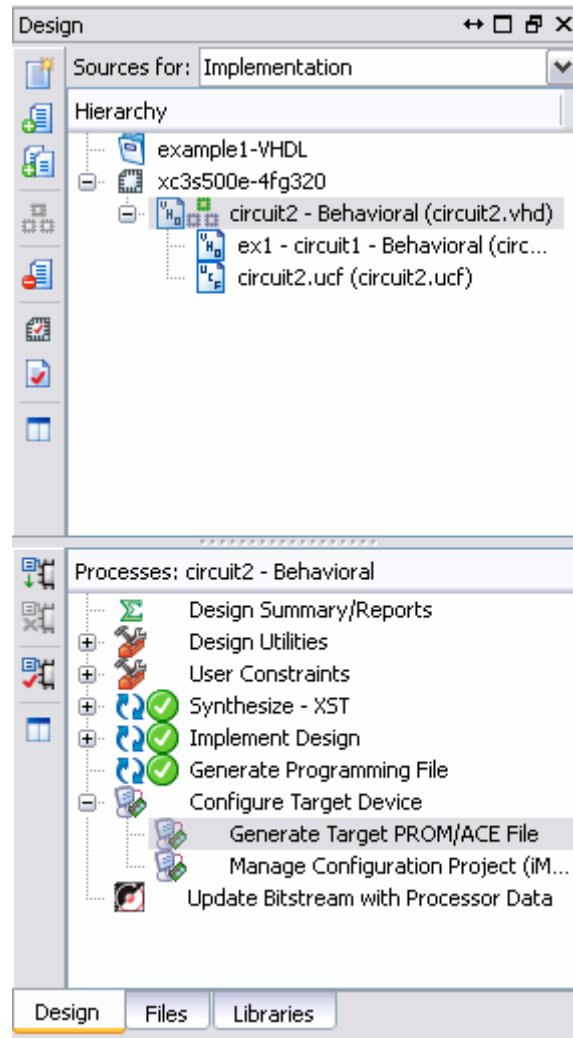 Design
Sources for: Implementation
Hierarchy
example1-VHDL
xc3s500e-4fg320
circuit2 - Behavioral (circuit2.vhd)
ex1 - circuit1 - Behavioral (circ...
circuit2.ucf (circuit2.ucf)
Processes: circuit2 - Behavioral
Design Summary/Reports
Design Utilities
User Constraints
Synthesize - XST
Implement Design
Generate Programming File
Configure Target Device
Generate Target PROM/ACE File
Manage Configuration Project (iM...
Update Bitstream with Processor Data
Design Files Libraries